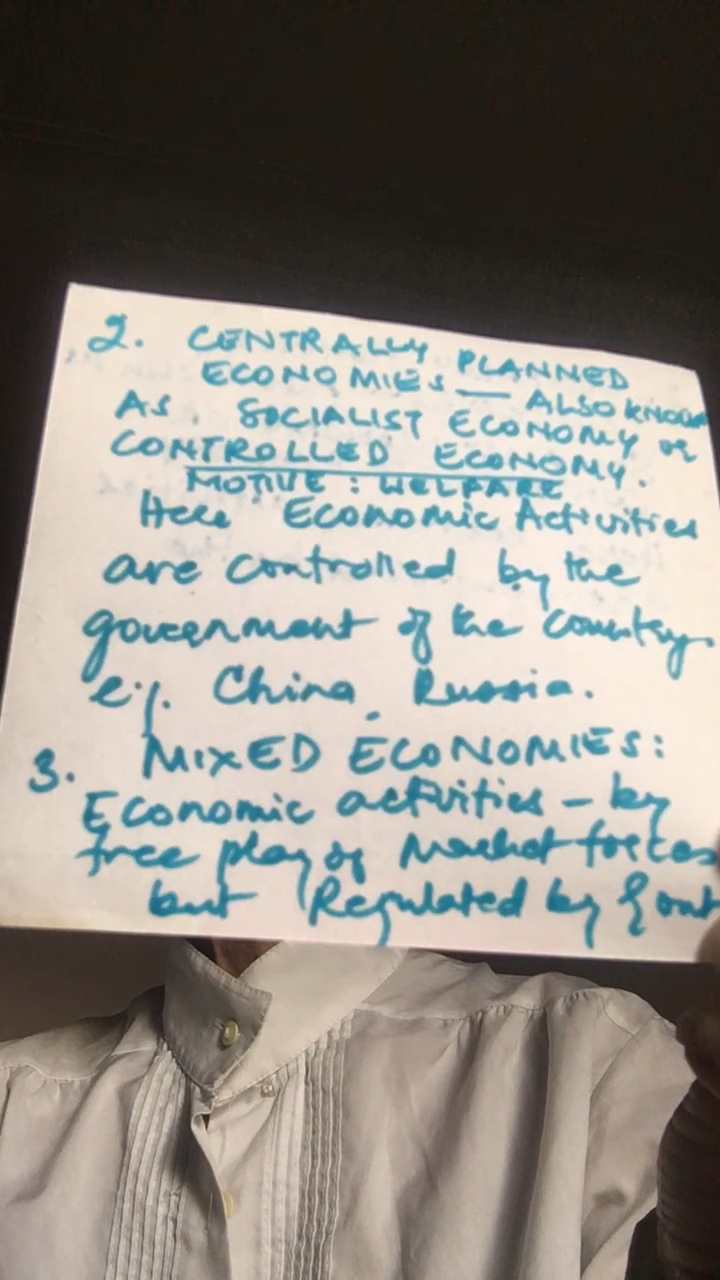 2. CENTRALLY PLANNED
ECONOMIES — ALSO KNOWN
AS SOCIALIST ECONOMY or
CONTROLLED ECONOMY.
MOTIVE : WELFARE
Here Economic Activities
are controlled by the
government of the country
e.g. China, Russia.
3. MIXED ECONOMIES:
Economic activities – by
free play of Market forces
but Regulated by Govt